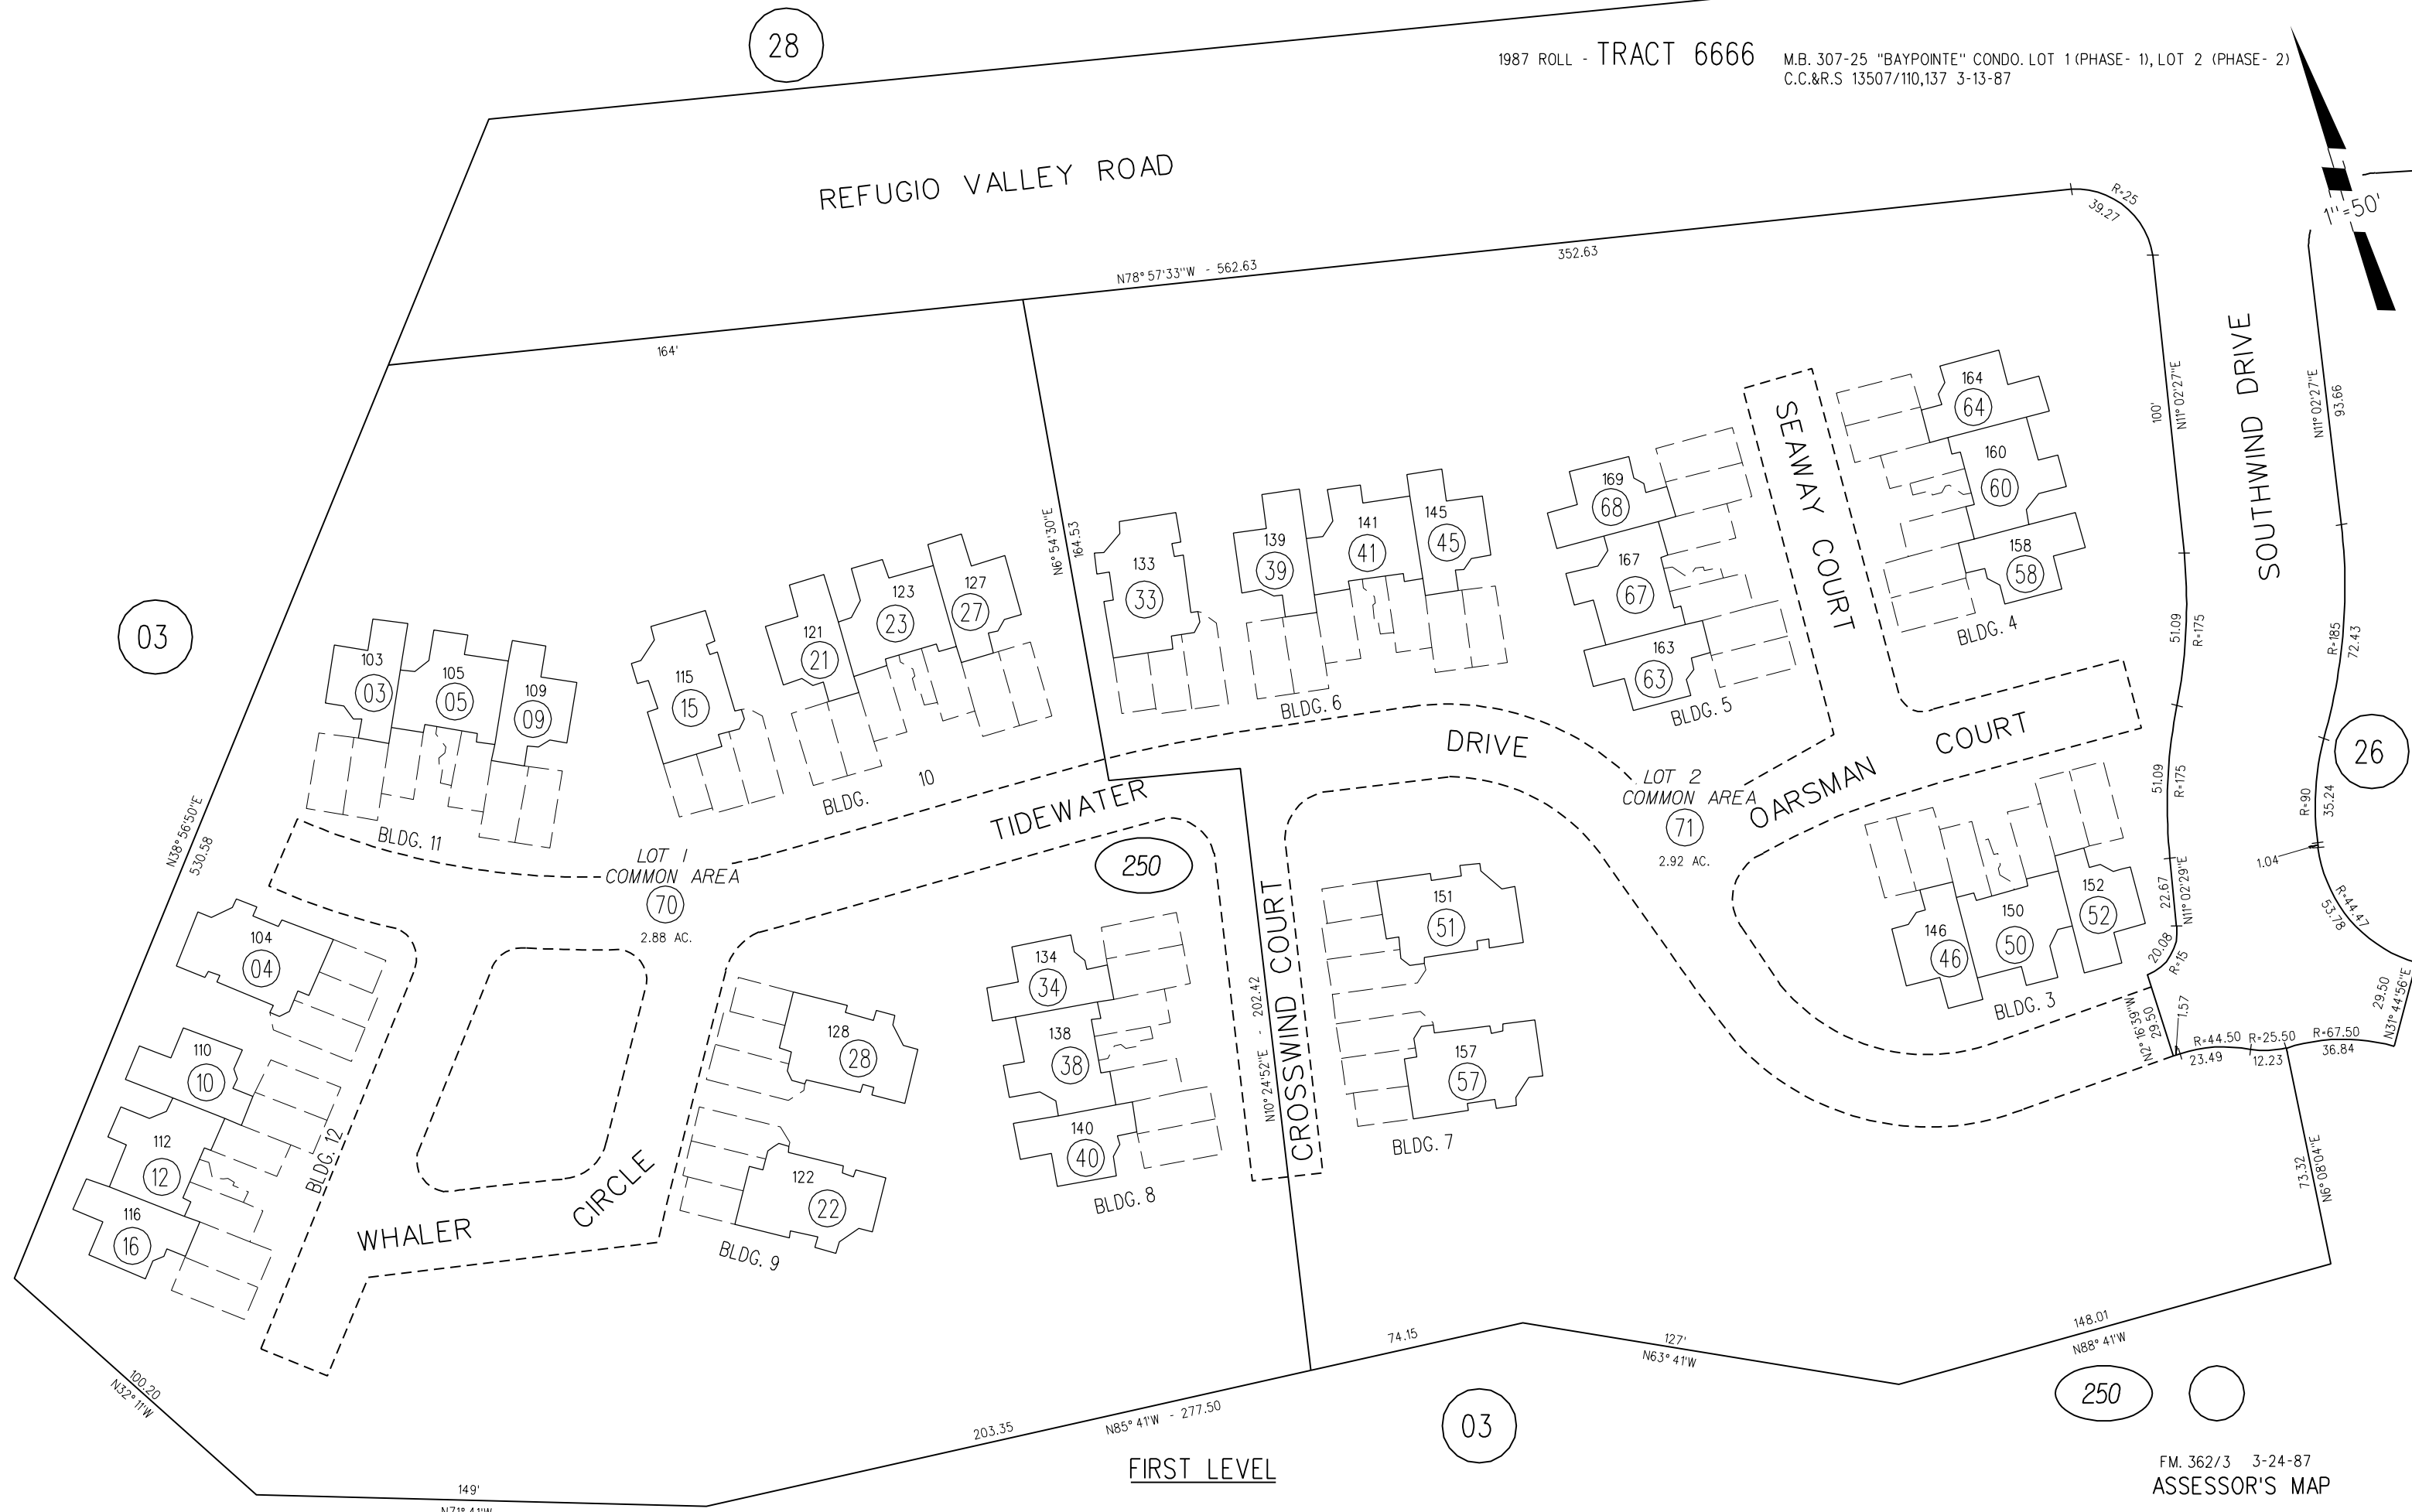 28
1987 ROLL - TRACT 6666 M.B. 307-25 "BAYPOINTE" CONDO. LOT 1 (PHASE- 1), LOT 2 (PHASE- 2)
C.C.&R.S 13507/110,137 3-13-87
REFUGIO VALLEY ROAD
1"=50'
R=25
39.27
N78°57'33"W - 562.63
352.63
164'
SOUTHWIND DRIVE
N11°02'27"E
100'
N11°02'27"E
93.66
51.09
R=175
R=185
72.43
51.09
R=175
R=90
35.24
1.04
26
22.67
N11°02'29"E
R=44.47
53.78
20.08
R=15
29.50
N31°44'56"E
N2°16'39"W
29.50
1.57
R=44.50
23.49
R=25.50
12.23
R=67.50
36.84
73.32
N6°08'04"E
03
N38°56'50"E
530.58
N6°54'30"E
164.53
SEAWAY COURT
164
64
160
60
158
58
BLDG. 4
169
68
167
67
163
63
BLDG. 5
133
33
139
39
141
41
145
45
BLDG. 6
121
21
123
23
127
27
115
15
BLDG. 10
103
03
105
05
109
09
BLDG. 11
TIDEWATER DRIVE
OARSMAN COURT
LOT 2
COMMON AREA
71
2.92 AC.
LOT 1
COMMON AREA
70
2.88 AC.
250
104
04
110
10
112
12
116
16
BLDG. 12
WHALER CIRCLE
128
28
122
22
BLDG. 9
134
34
138
38
140
40
BLDG. 8
N10°24'52"E - 202.42
CROSSWIND COURT
151
51
157
57
BLDG. 7
146
46
150
50
152
52
BLDG. 3
100.20
N32°11'W
149'
N71°41'W
203.35
N85°41'W - 277.50
74.15
127'
N63°41'W
148.01
N88°41'W
03
250
FIRST LEVEL
FM. 362/3 3-24-87
ASSESSOR'S MAP